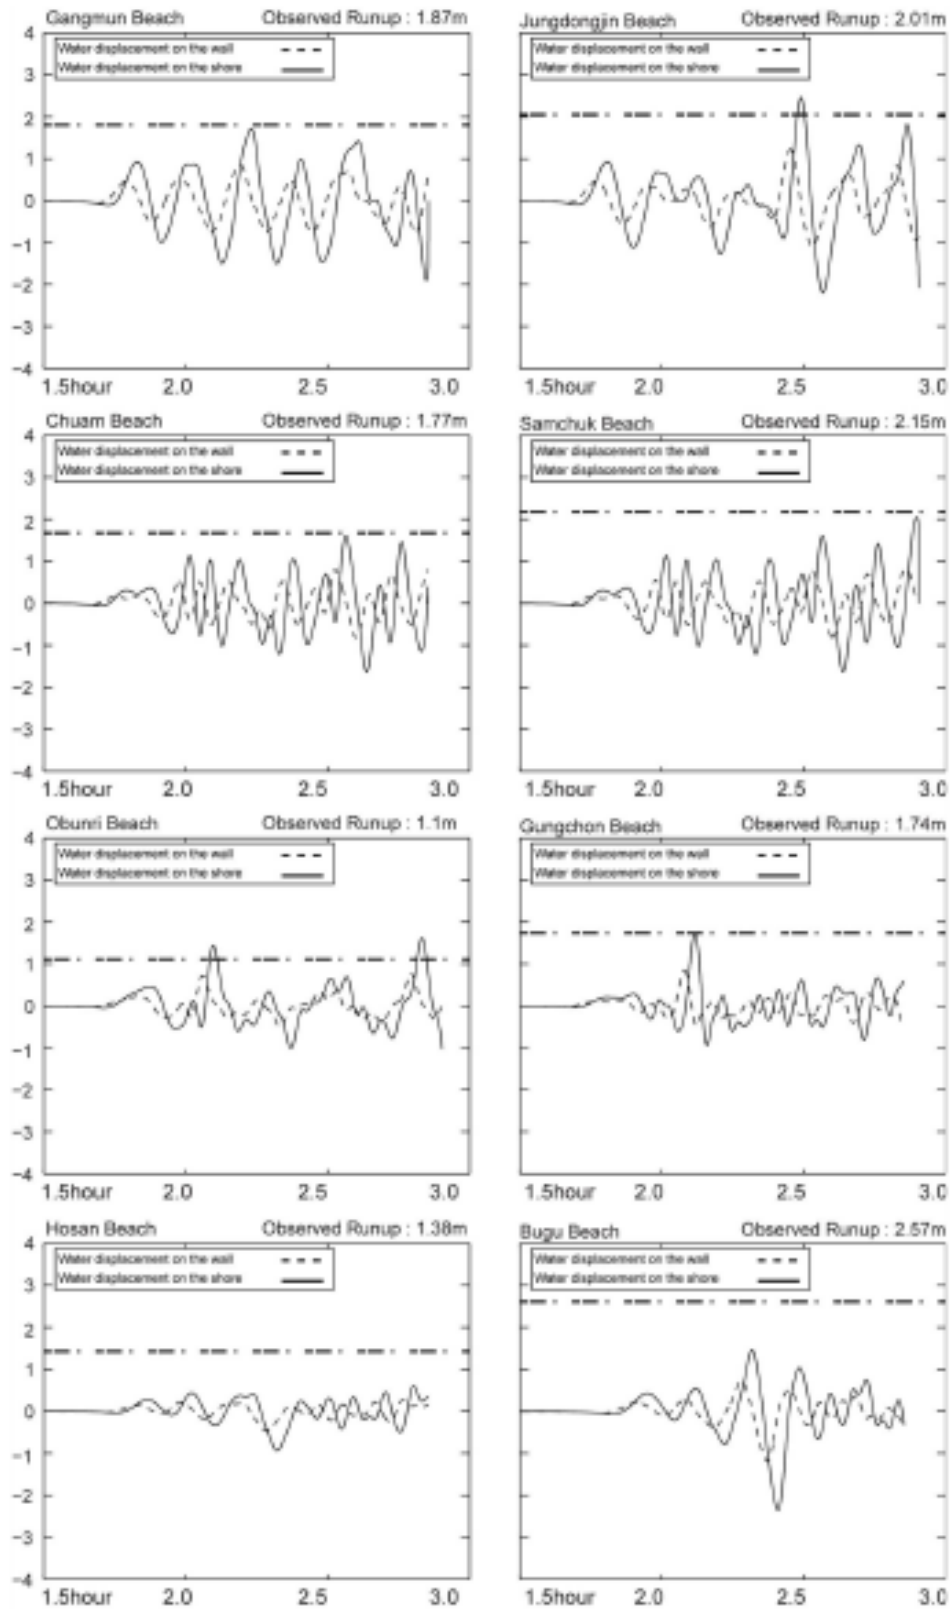 Gangmun Beach Observed Runup : 1.87m
Water displacement on the wall
Water displacement on the shore
4
3
2
1
0
-1
-2
-3
-4
1.5hour 2.0 2.5 3.0
Jungdongjin Beach Observed Runup : 2.01m
Water displacement on the wall
Water displacement on the shore
1.5hour 2.0 2.5 3.0
Chuam Beach Observed Runup : 1.77m
Water displacement on the wall
Water displacement on the shore
4
3
2
1
0
-1
-2
-3
-4
1.5hour 2.0 2.5 3.0
Samchuk Beach Observed Runup : 2.15m
Water displacement on the wall
Water displacement on the shore
1.5hour 2.0 2.5 3.0
Obunri Beach Observed Runup : 1.1m
Water displacement on the wall
Water displacement on the shore
4
3
2
1
0
-1
-2
-3
-4
1.5hour 2.0 2.5 3.0
Gungchon Beach Observed Runup : 1.74m
Water displacement on the wall
Water displacement on the shore
1.5hour 2.0 2.5 3.0
Hosan Beach Observed Runup : 1.38m
Water displacement on the wall
Water displacement on the shore
4
3
2
1
0
-1
-2
-3
-4
1.5hour 2.0 2.5 3.0
Bugu Beach Observed Runup : 2.57m
Water displacement on the wall
Water displacement on the shore
1.5hour 2.0 2.5 3.0